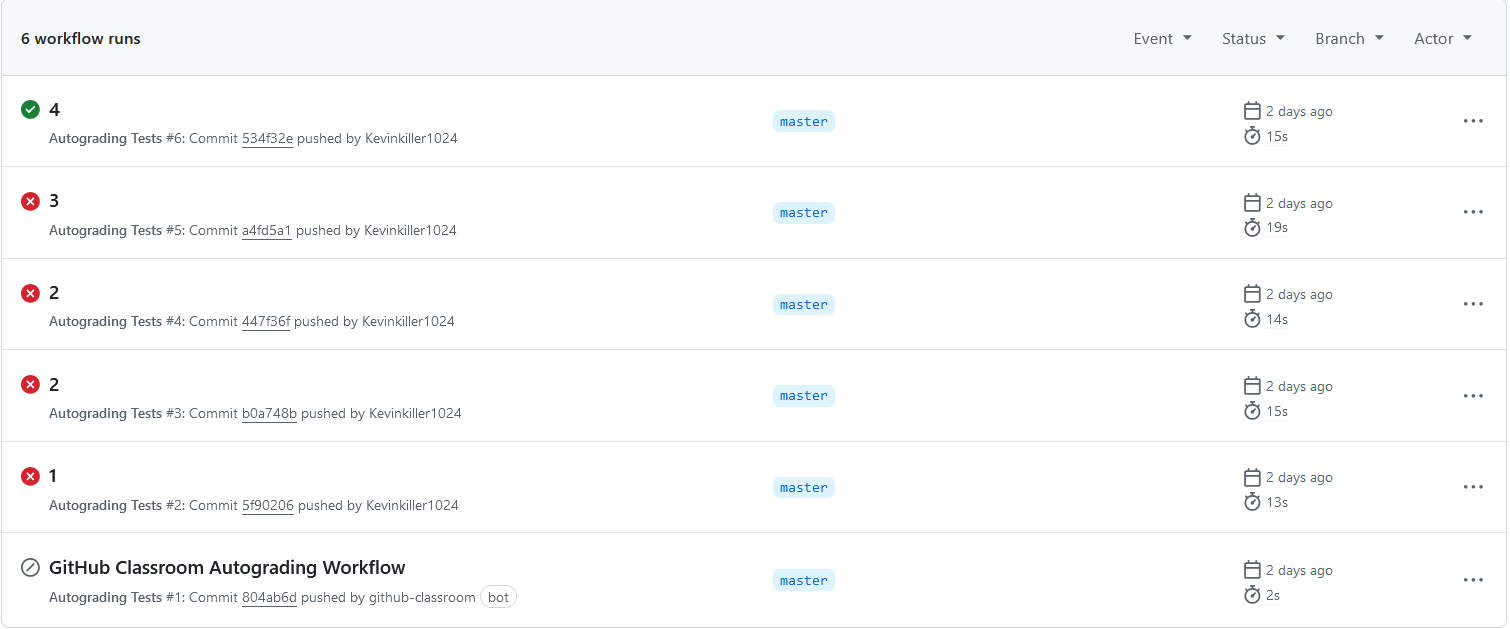 6 workflow runs
Event Status Branch Actor
4
Autograding Tests #6: Commit 534f32e pushed by Kevinkiller1024
master
2 days ago
15s
3
Autograding Tests #5: Commit a4fd5a1 pushed by Kevinkiller1024
master
2 days ago
19s
2
Autograding Tests #4: Commit 447f36f pushed by Kevinkiller1024
master
2 days ago
14s
2
Autograding Tests #3: Commit b0a748b pushed by Kevinkiller1024
master
2 days ago
15s
1
Autograding Tests #2: Commit 5f90206 pushed by Kevinkiller1024
master
2 days ago
13s
GitHub Classroom Autograding Workflow
Autograding Tests #1: Commit 804ab6d pushed by github-classroom bot
master
2 days ago
2s